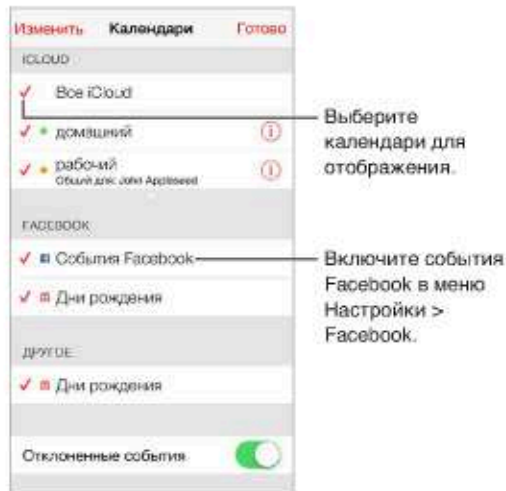 Изменить Календари Готово
ICLOUD
Все iCloud
домашний
рабочий
Общий для: John Appleseed
FACEBOOK
События Facebook
Дни рождения
ДРУГОЕ
Дни рождения
Отклоненные события
Выберите
календари для
отображения.
Включите события
Facebook в меню
Настройки >
Facebook.